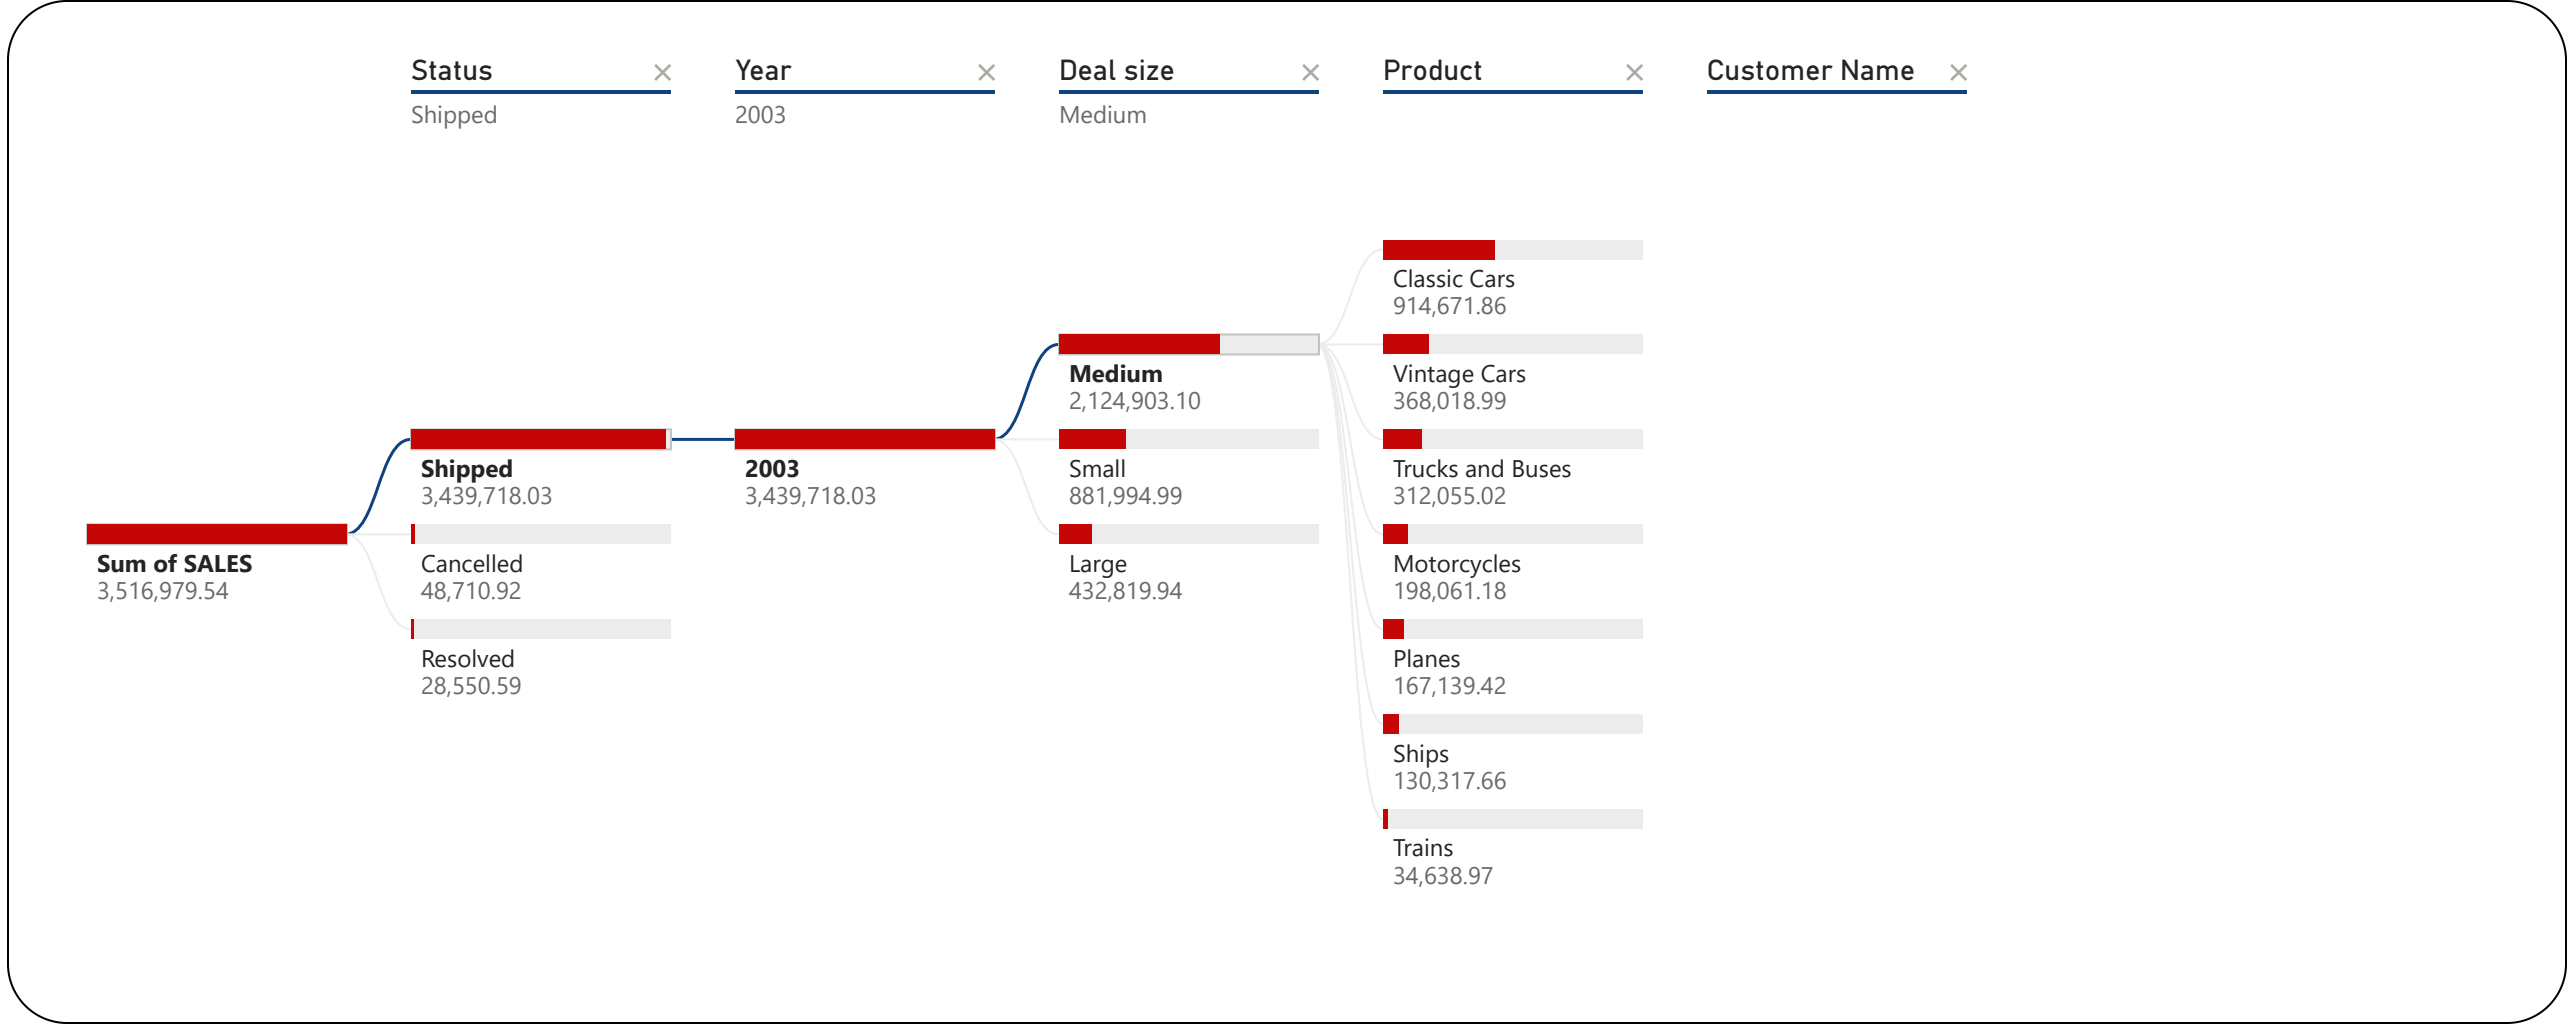 Status
Year
Deal size
Product
Customer Name
Shipped
2003
Medium
Sum of SALES
3,516,979.54
Shipped
3,439,718.03
Cancelled
48,710.92
Resolved
28,550.59
2003
3,439,718.03
Medium
2,124,903.10
Small
881,994.99
Large
432,819.94
Classic Cars
914,671.86
Vintage Cars
368,018.99
Trucks and Buses
312,055.02
Motorcycles
198,061.18
Planes
167,139.42
Ships
130,317.66
Trains
34,638.97